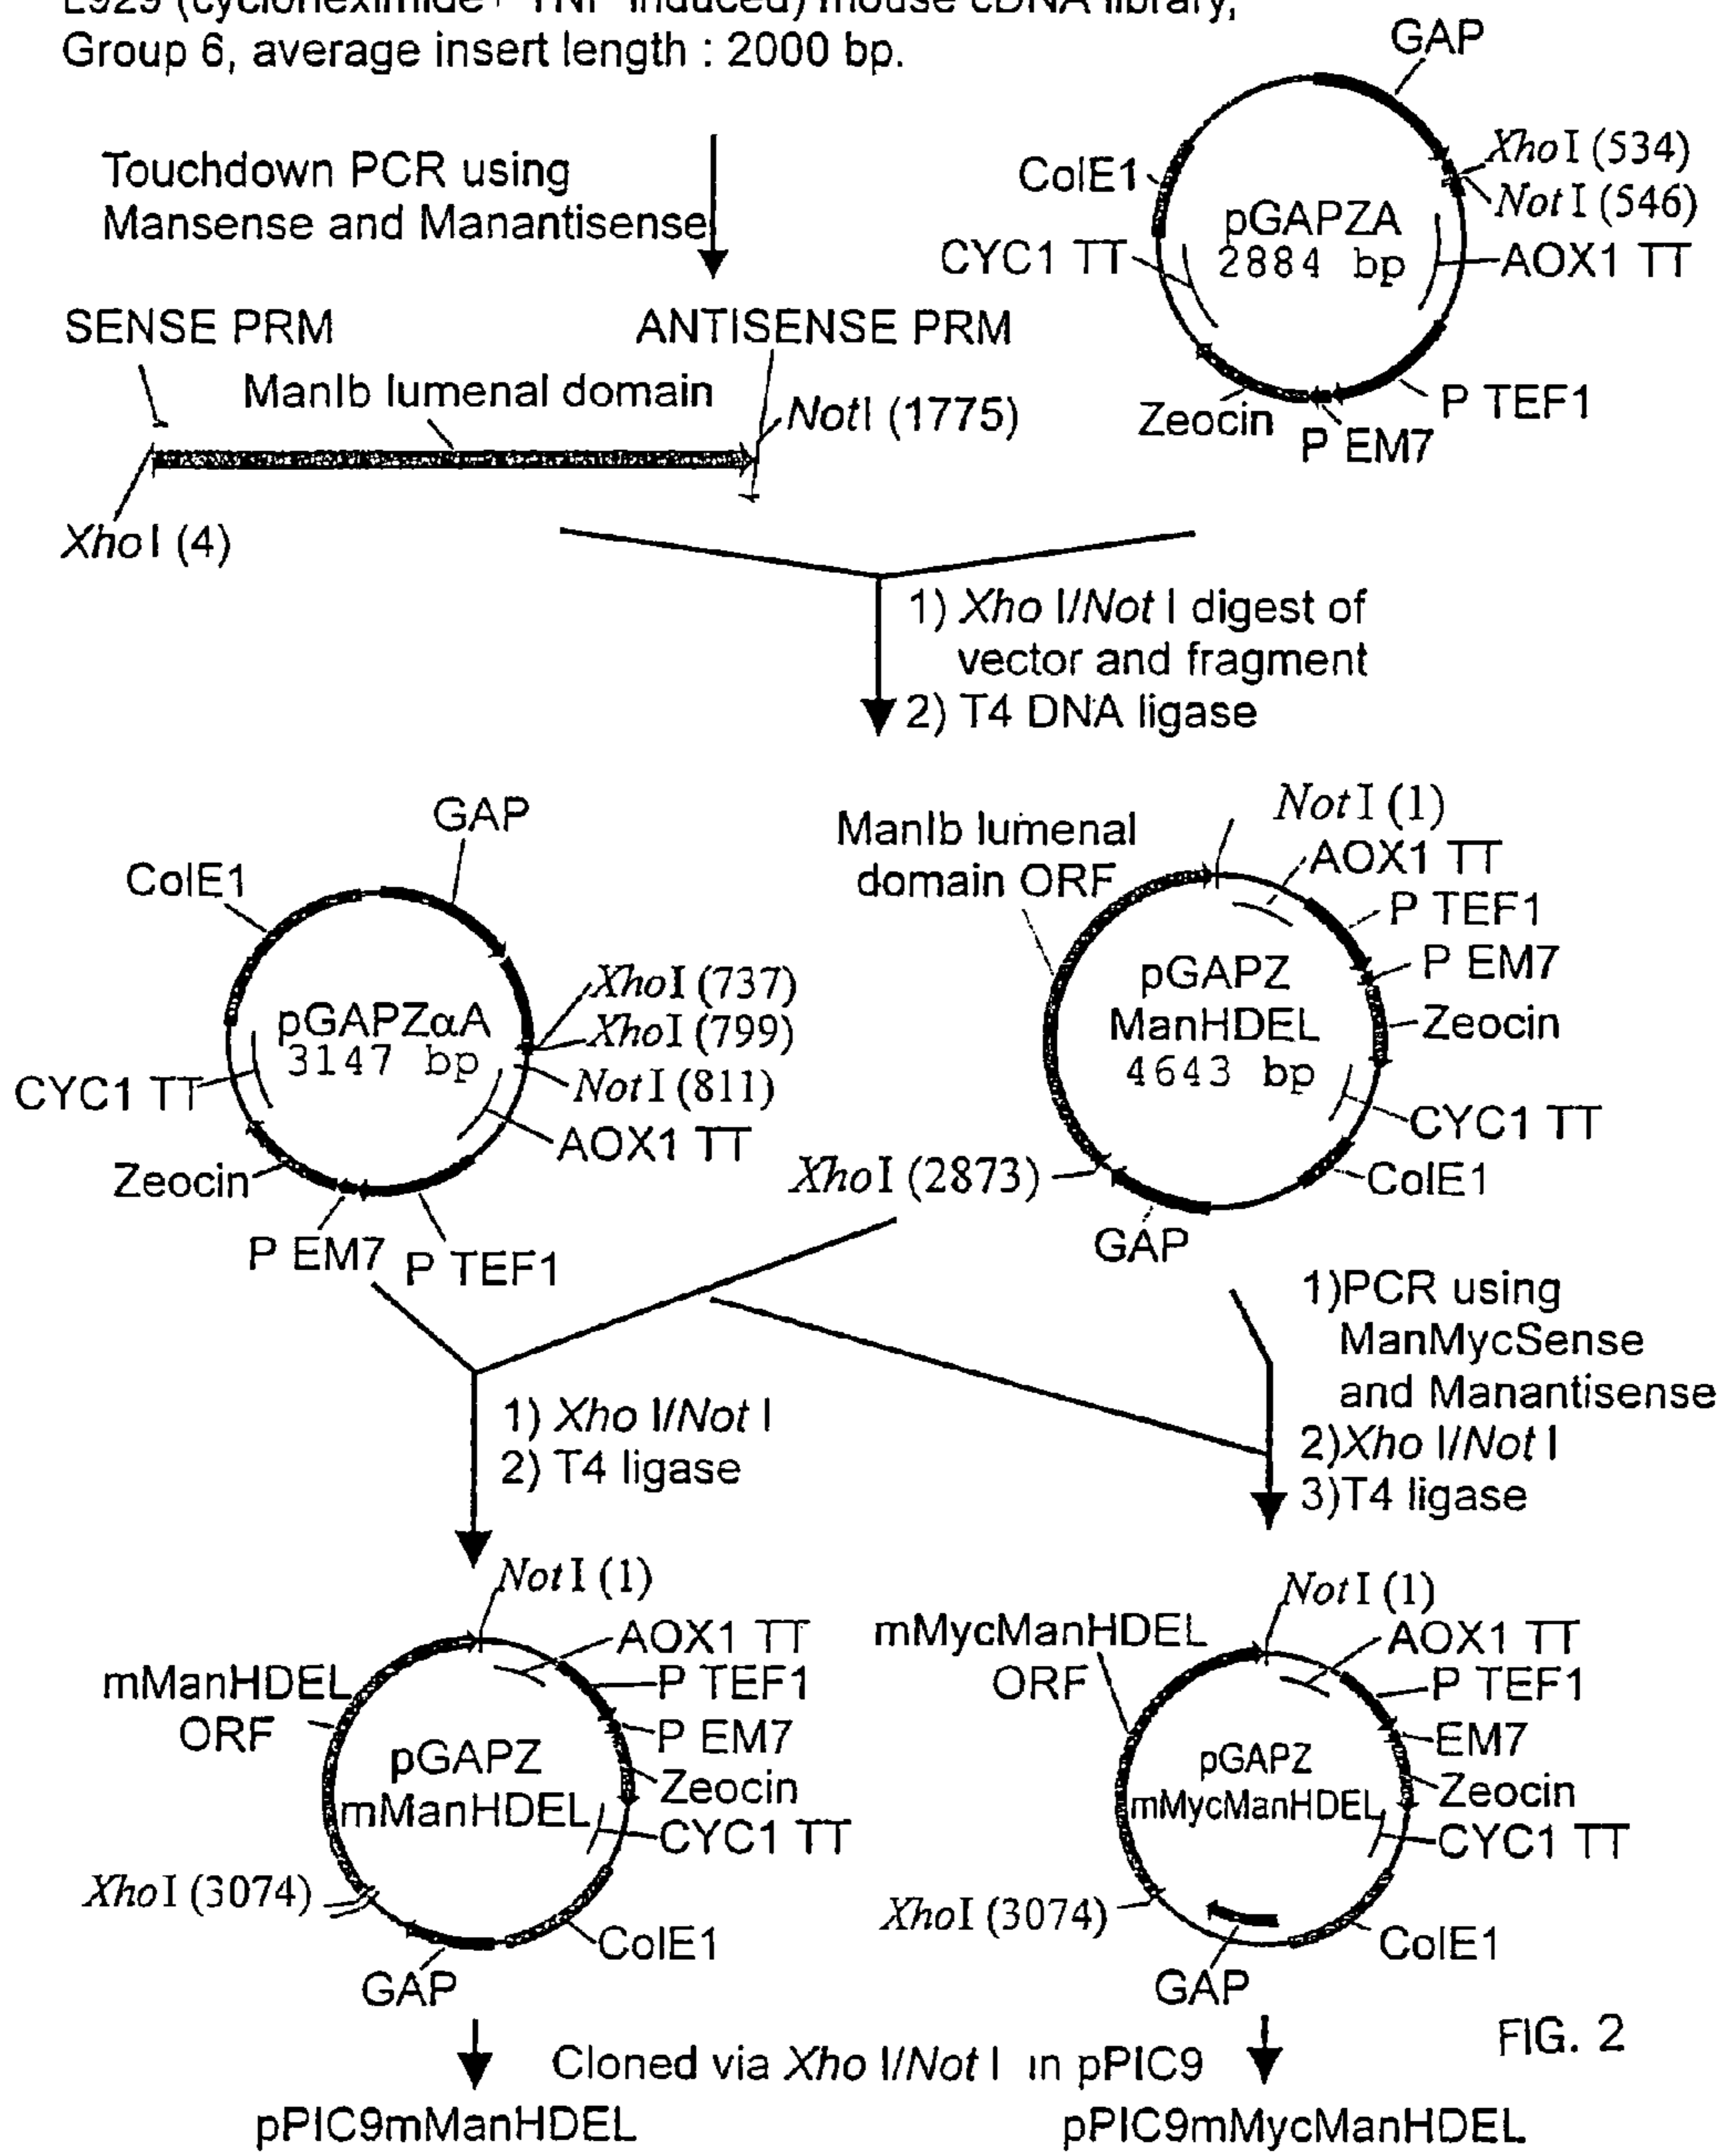 L929 (cycloheximide+ TNF induced) mouse cDNA library,
Group 6, average insert length : 2000 bp.
Touchdown PCR using
Mansense and Manantisense
GAP
XhoI (534)
NotI (546)
AOX1 TT
P TEF1
P EM7
Zeocin
CYC1 TT
ColE1
pGAPZA
2884 bp
SENSE PRM
ANTISENSE PRM
ManIb lumenal domain
NotI (1775)
XhoI (4)
1) Xho I/Not I digest of
vector and fragment
2) T4 DNA ligase
GAP
ColE1
XhoI (737)
XhoI (799)
NotI (811)
AOX1 TT
pGAPZαA
3147 bp
CYC1 TT
Zeocin
P EM7
P TEF1
ManIb lumenal
domain ORF
NotI (1)
AOX1 TT
P TEF1
P EM7
Zeocin
CYC1 TT
ColE1
pGAPZ
ManHDEL
4643 bp
XhoI (2873)
GAP
1) Xho I/Not I
2) T4 ligase
1)PCR using
ManMycSense
and Manantisense
2)Xho I/Not I
3)T4 ligase
NotI (1)
AOX1 TT
P TEF1
P EM7
Zeocin
CYC1 TT
ColE1
mManHDEL
ORF
pGAPZ
mManHDEL
XhoI (3074)
GAP
NotI (1)
AOX1 TT
P TEF1
EM7
Zeocin
CYC1 TT
ColE1
mMycManHDEL
ORF
pGAPZ
mMycManHDEL
XhoI (3074)
GAP
FIG. 2
Cloned via Xho I/Not I in pPIC9
pPIC9mManHDEL
pPIC9mMycManHDEL